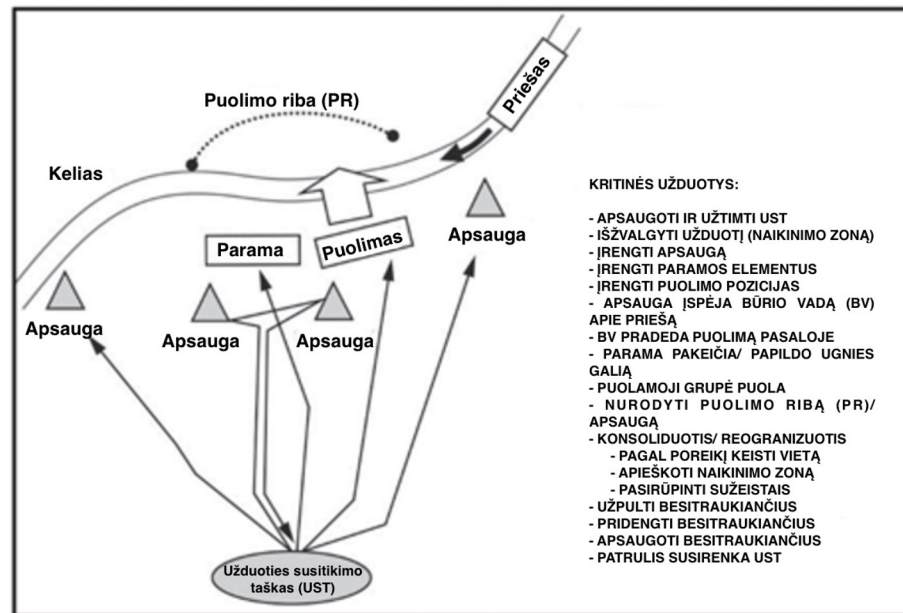 Priešas
Puolimo riba (PR)
Kelias
Parama
Puolimas
Apsauga
Apsauga
Apsauga
Apsauga
Užduoties susitikimo
taškas (UST)
KRITINĖS UŽDUOTYS:
- APSAUGOTI IR UŽTIMTI UST
- IŠŽVALGYTI UŽDUOTĮ (NAIKINIMO ZONĄ)
- ĮRENGTI APSAUGĄ
- ĮRENGTI PARAMOS ELEMENTUS
- ĮRENGTI PUOLIMO POZICIJAS
- APSAUGA ĮSPĖJA BŪRIO VADĄ (BV)
APIE PRIEŠĄ
- BV PRADEDA PUOLIMĄ PASALOJE
- PARAMA PAKEIČIA/ PAPILDO UGNIES
GALIĄ
- PUOLAMOJI GRUPĖ PUOLA
- NURODYTI PUOLIMO RIBĄ (PR)/
APSAUGĄ
- KONSOLIDUOTIS/ REOGRANIZUOTIS
- PAGAL POREIKĮ KEISTI VIETĄ
- APIEŠKOTI NAIKINIMO ZONĄ
- PASIRŪPINTI SUŽEISTAIS
- UŽPULTI BESITRAUKIANČIUS
- PRIDENGTI BESITRAUKIANČIUS
- APSAUGOTI BESITRAUKIANČIUS
- PATRULIS SUSIRENKA UST